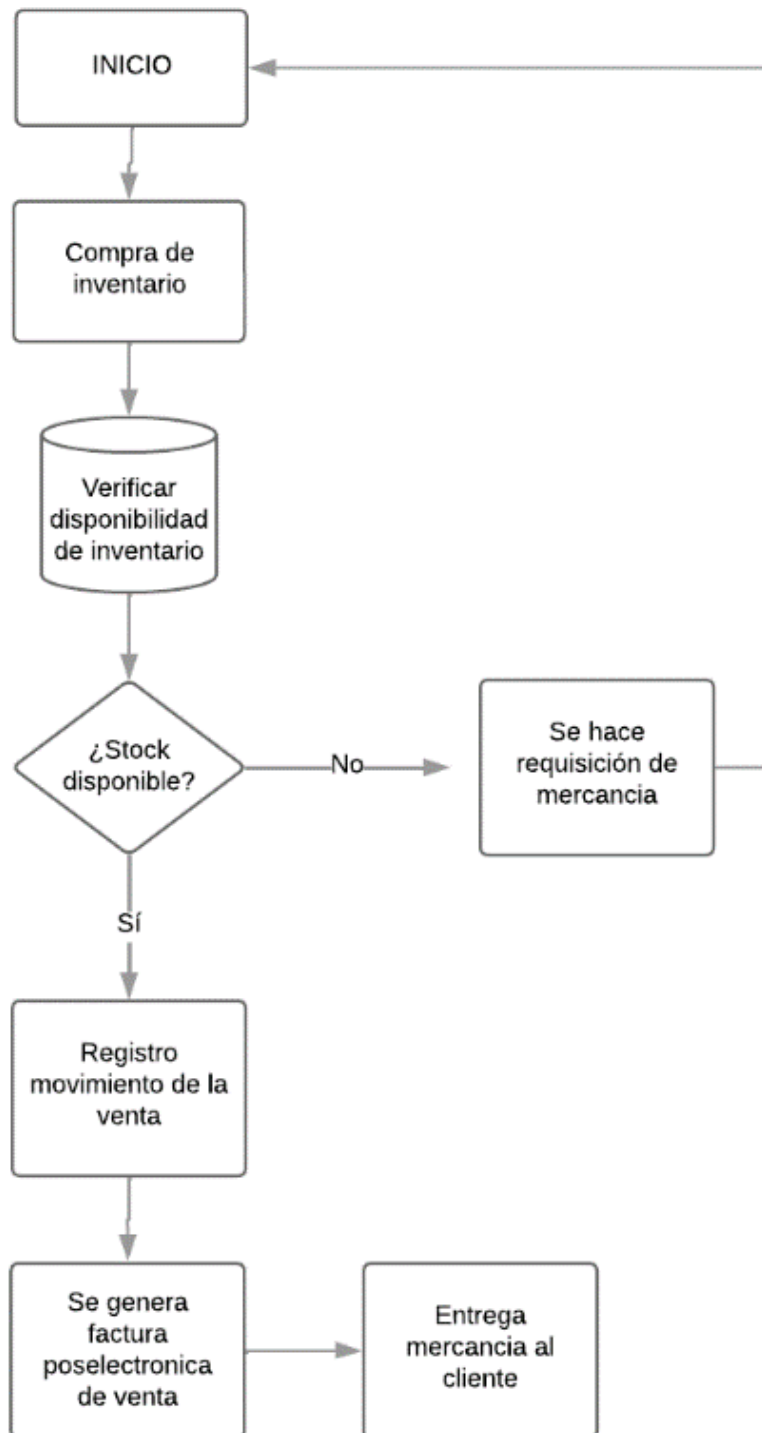 INICIO
Compra de
inventario
Verificar
disponibilidad
de inventario
¿Stock
disponible?
No
Se hace
requisición de
mercancia
Sí
Registro
movimiento de la
venta
Se genera
factura
poselectronica
de venta
Entrega
mercancia al
cliente